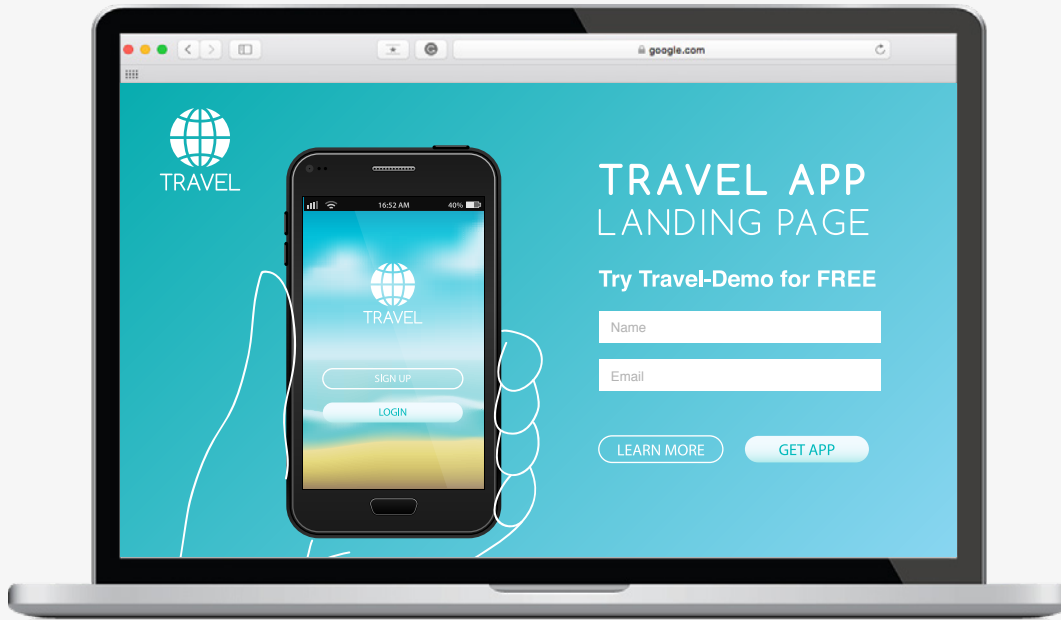 google.com
TRAVEL
16:52 AM 40%
TRAVEL
SIGN UP
LOGIN
TRAVEL APP
LANDING PAGE
Try Travel-Demo for FREE
Name
Email
LEARN MORE GET APP